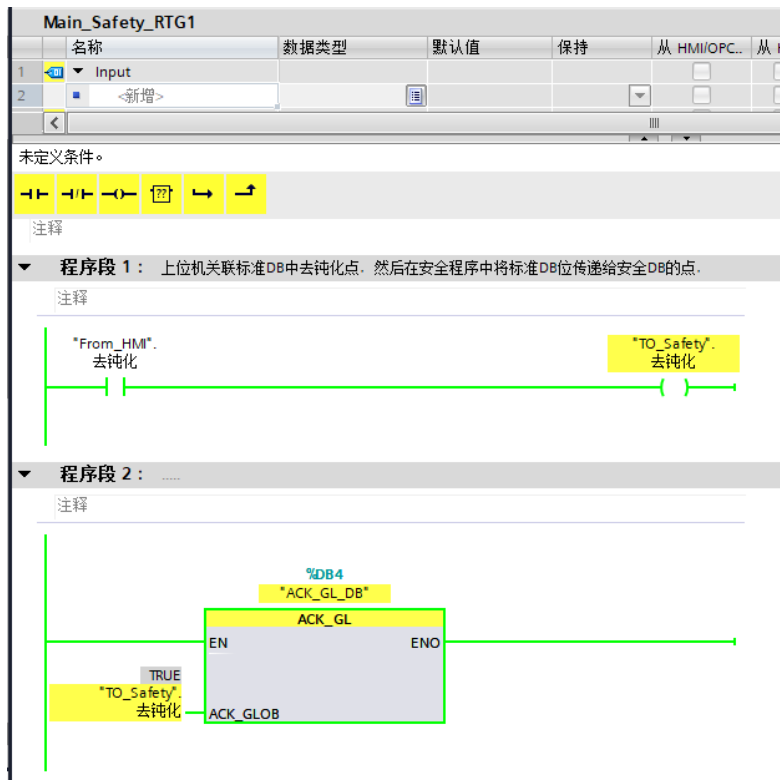 Main_Safety_RTG1
名称 数据类型 默认值 保持 从 HMI/OPC.. 从
1 Input
2 <新增>
未定义条件。
??
注释
程序段 1： 上位机关联标准DB中去钝化点. 然后在安全程序中将标准DB位传递给安全DB的点.
注释
"From_HMI". "TO_Safety".
去钝化 去钝化
程序段 2： .....
注释
%DB4
"ACK_GL_DB"
ACK_GL
EN ENO
TRUE
"TO_Safety".
去钝化 ACK_GLOB